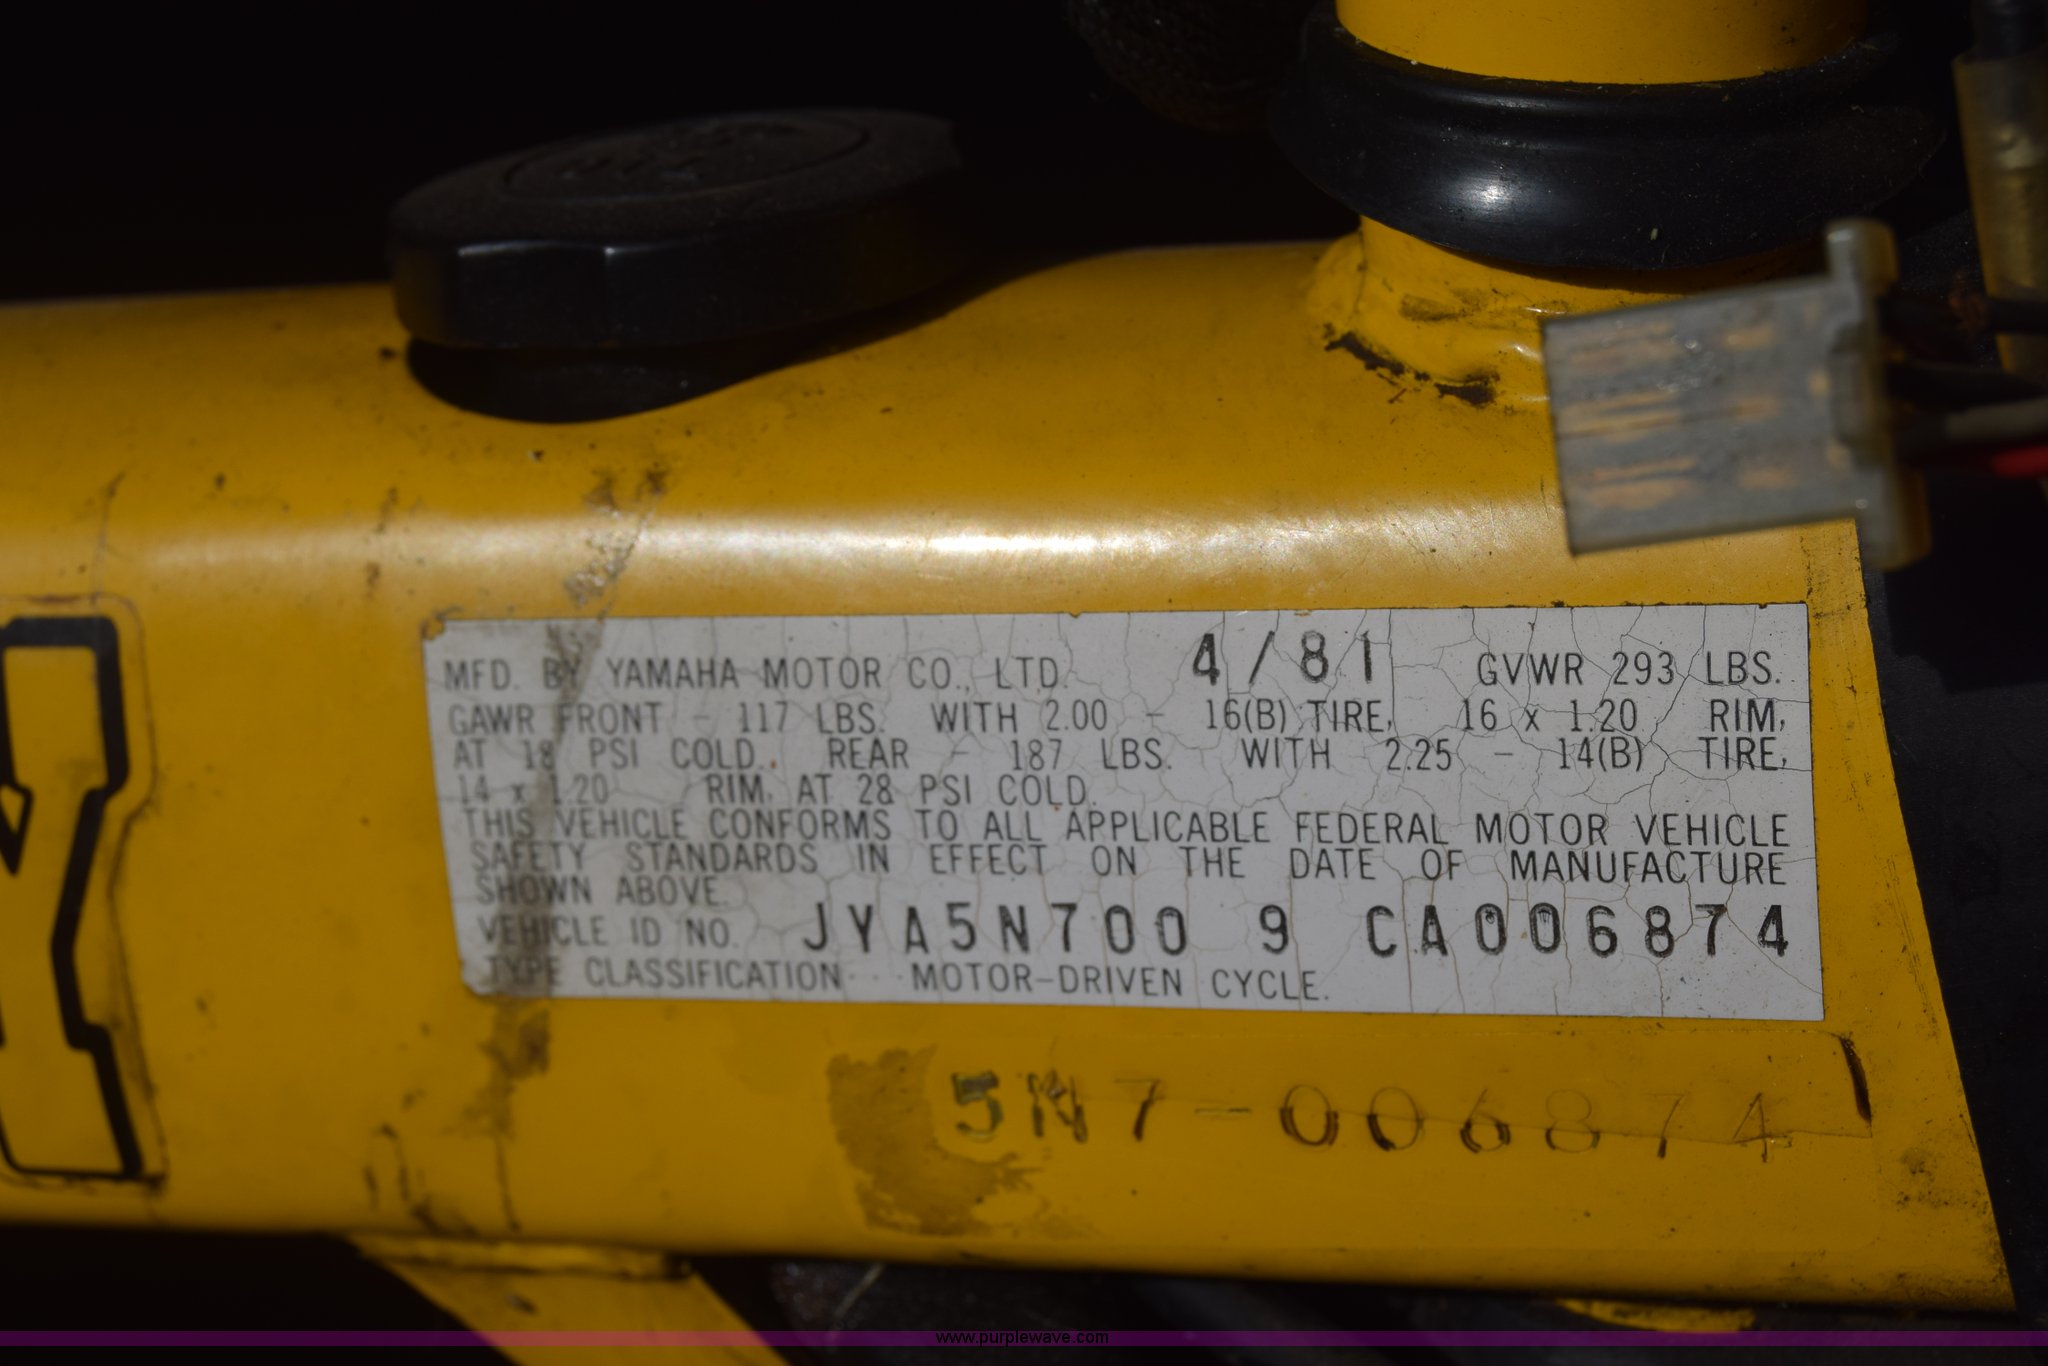 MFD. BY YAMAHA MOTOR CO., LTD. 4/81 GVWR 293 LBS.
GAWR FRONT - 117 LBS. WITH 2.00 - 16(B) TIRE, 16 x 1.20 RIM,
AT 18 PSI COLD. REAR - 187 LBS. WITH 2.25 - 14(B) TIRE,
14 x 1.20 RIM, AT 28 PSI COLD.
THIS VEHICLE CONFORMS TO ALL APPLICABLE FEDERAL MOTOR VEHICLE
SAFETY STANDARDS IN EFFECT ON THE DATE OF MANUFACTURE
SHOWN ABOVE.
VEHICLE ID NO. JYA5N700 9 CA006874
TYPE CLASSIFICATION ··· MOTOR-DRIVEN CYCLE.
5N7-006874
Y
www.purplewave.com